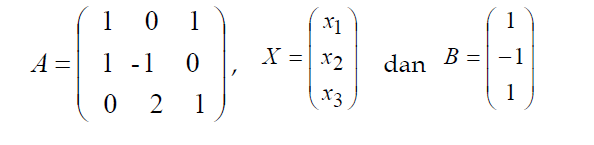 A = ( 1 0 1
1 -1 0
0 2 1 ) , X = ( x1
x2
x3 ) dan B = ( 1
-1
1 )